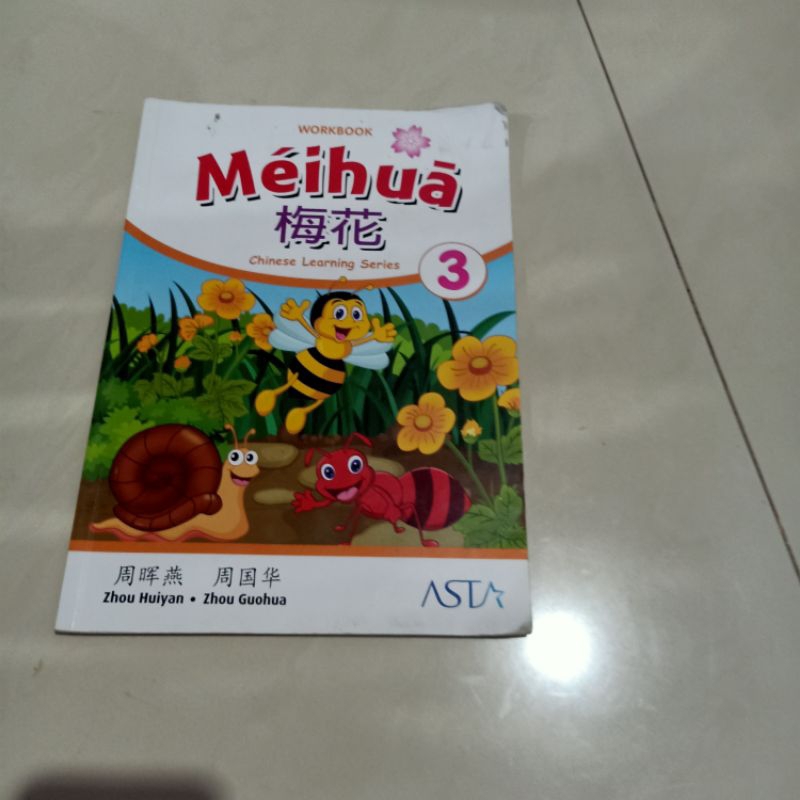 WORKBOOK
Méihuā
梅花
Chinese Learning Series
3
周晖燕 周国华
Zhou Huiyan • Zhou Guohua
ASTA